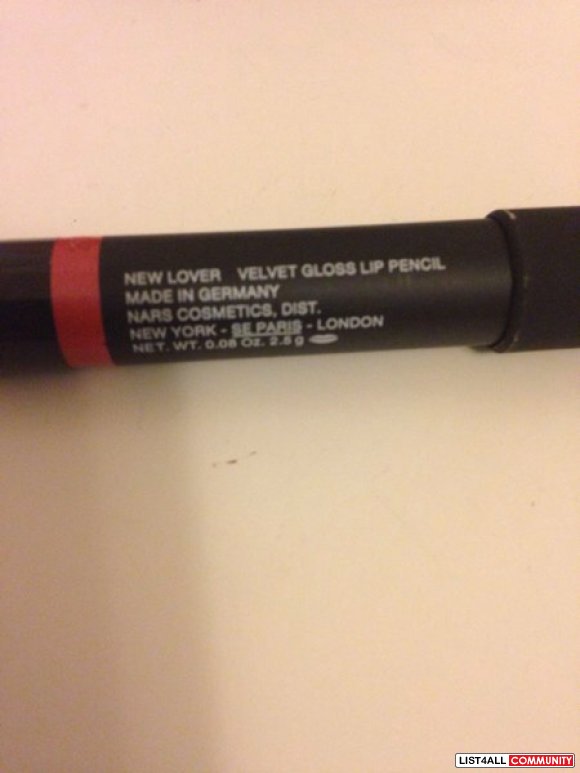 NEW LOVER VELVET GLOSS LIP PENCIL
MADE IN GERMANY
NARS COSMETICS, DIST.
NEW YORK - SE PARIS - LONDON
NET. WT. 0.08 Oz. 2.6 g
LIST4ALL COMMUNITY